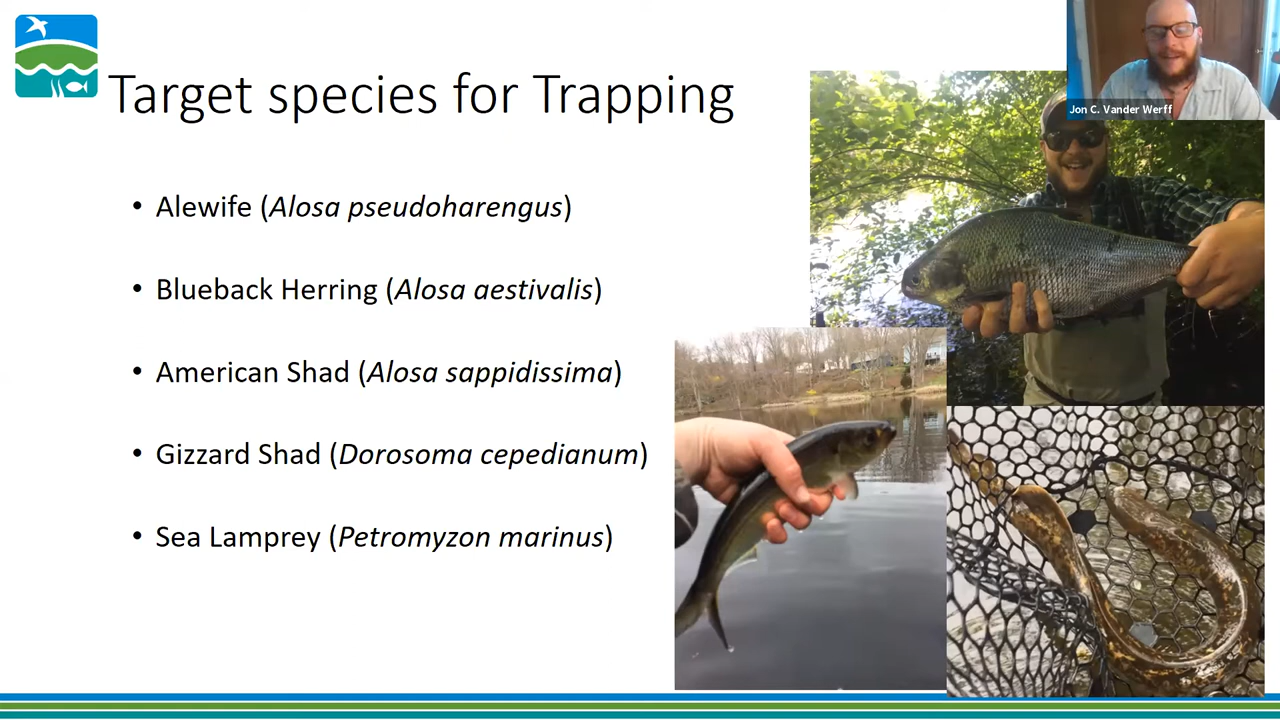 Target species for Trapping
Jon C. Vander Werff
• Alewife (Alosa pseudoharengus)
• Blueback Herring (Alosa aestivalis)
• American Shad (Alosa sappidissima)
• Gizzard Shad (Dorosoma cepedianum)
• Sea Lamprey (Petromyzon marinus)